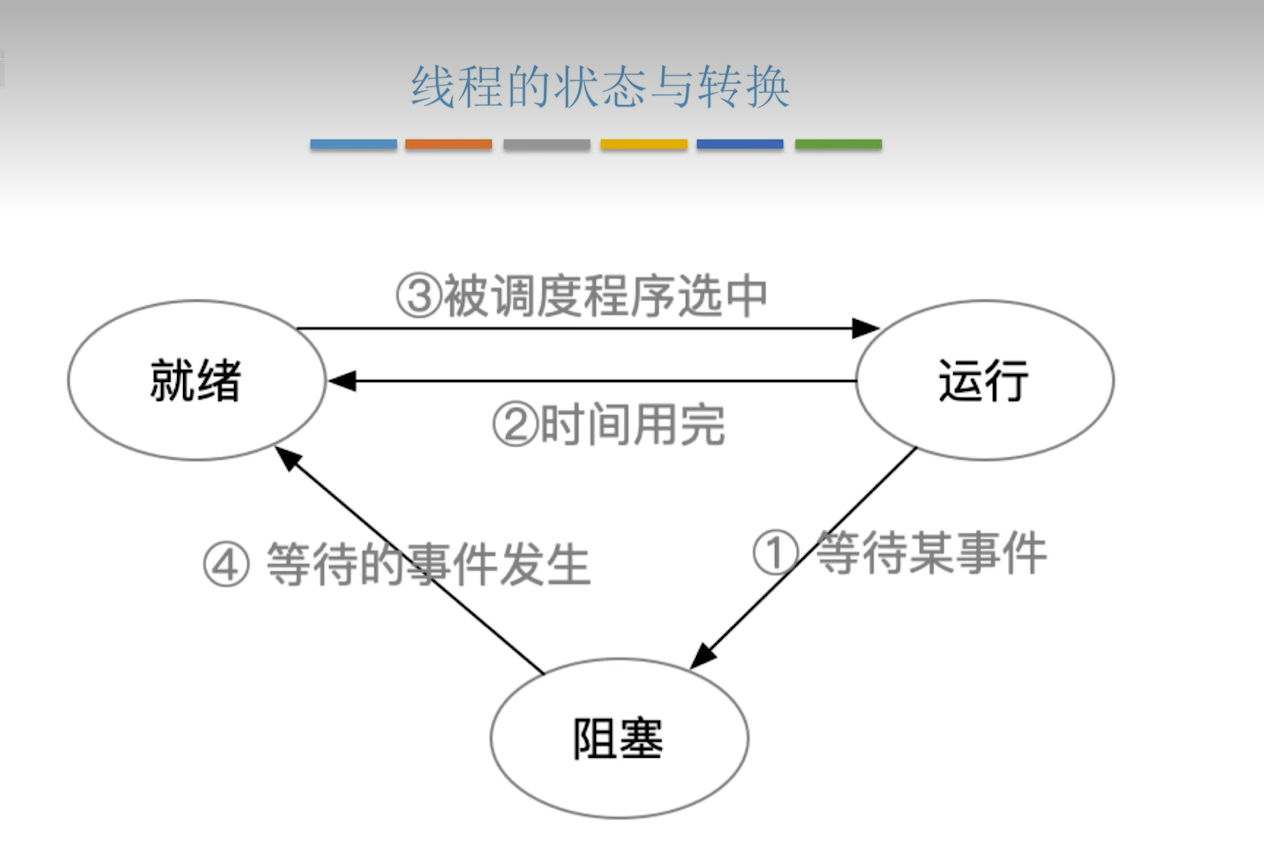 线程的状态与转换
③被调度程序选中
就绪
运行
②时间用完
④ 等待的事件发生
① 等待某事件
阻塞